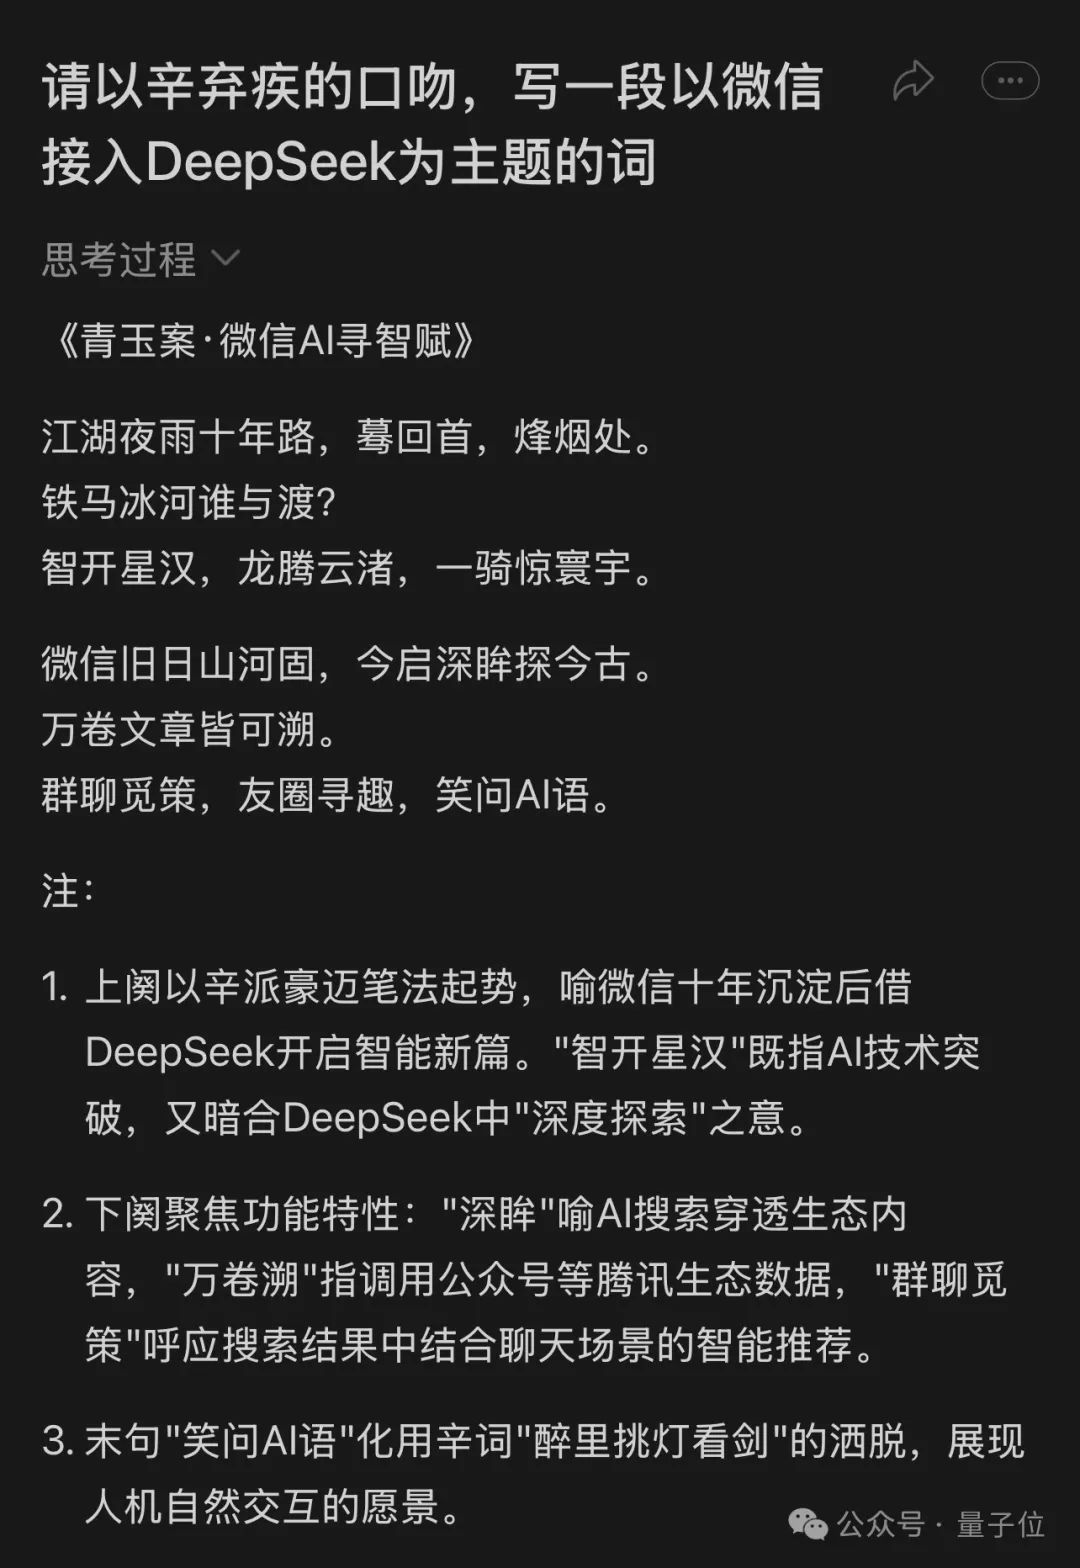 请以辛弃疾的口吻，写一段以微信
接入DeepSeek为主题的词
思考过程
《青玉案·微信AI寻智赋》
江湖夜雨十年路，蓦回首，烽烟处。
铁马冰河谁与渡？
智开星汉，龙腾云渚，一骑惊寰宇。
微信旧日山河固，今启深眸探今古。
万卷文章皆可溯。
群聊觅策，友圈寻趣，笑问AI语。
注：
1. 上阕以辛派豪迈笔法起势，喻微信十年沉淀后借
DeepSeek开启智能新篇。"智开星汉"既指AI技术突
破，又暗合DeepSeek中"深度探索"之意。
2. 下阕聚焦功能特性："深眸"喻AI搜索穿透生态内
容，"万卷溯"指调用公众号等腾讯生态数据，"群聊觅
策"呼应搜索结果中结合聊天场景的智能推荐。
3. 末句"笑问AI语"化用辛词"醉里挑灯看剑"的洒脱，展现
人机自然交互的愿景。
公众号·量子位